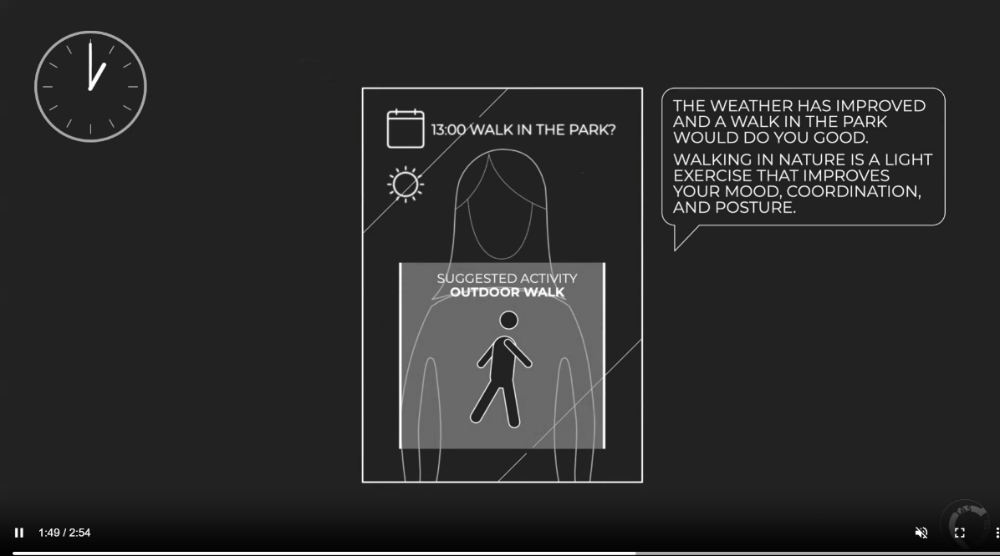 13:00 WALK IN THE PARK?
THE WEATHER HAS IMPROVED
AND A WALK IN THE PARK
WOULD DO YOU GOOD.
WALKING IN NATURE IS A LIGHT
EXERCISE THAT IMPROVES
YOUR MOOD, COORDINATION,
AND POSTURE.
SUGGESTED ACTIVITY
OUTDOOR WALK
1:49 / 2:54